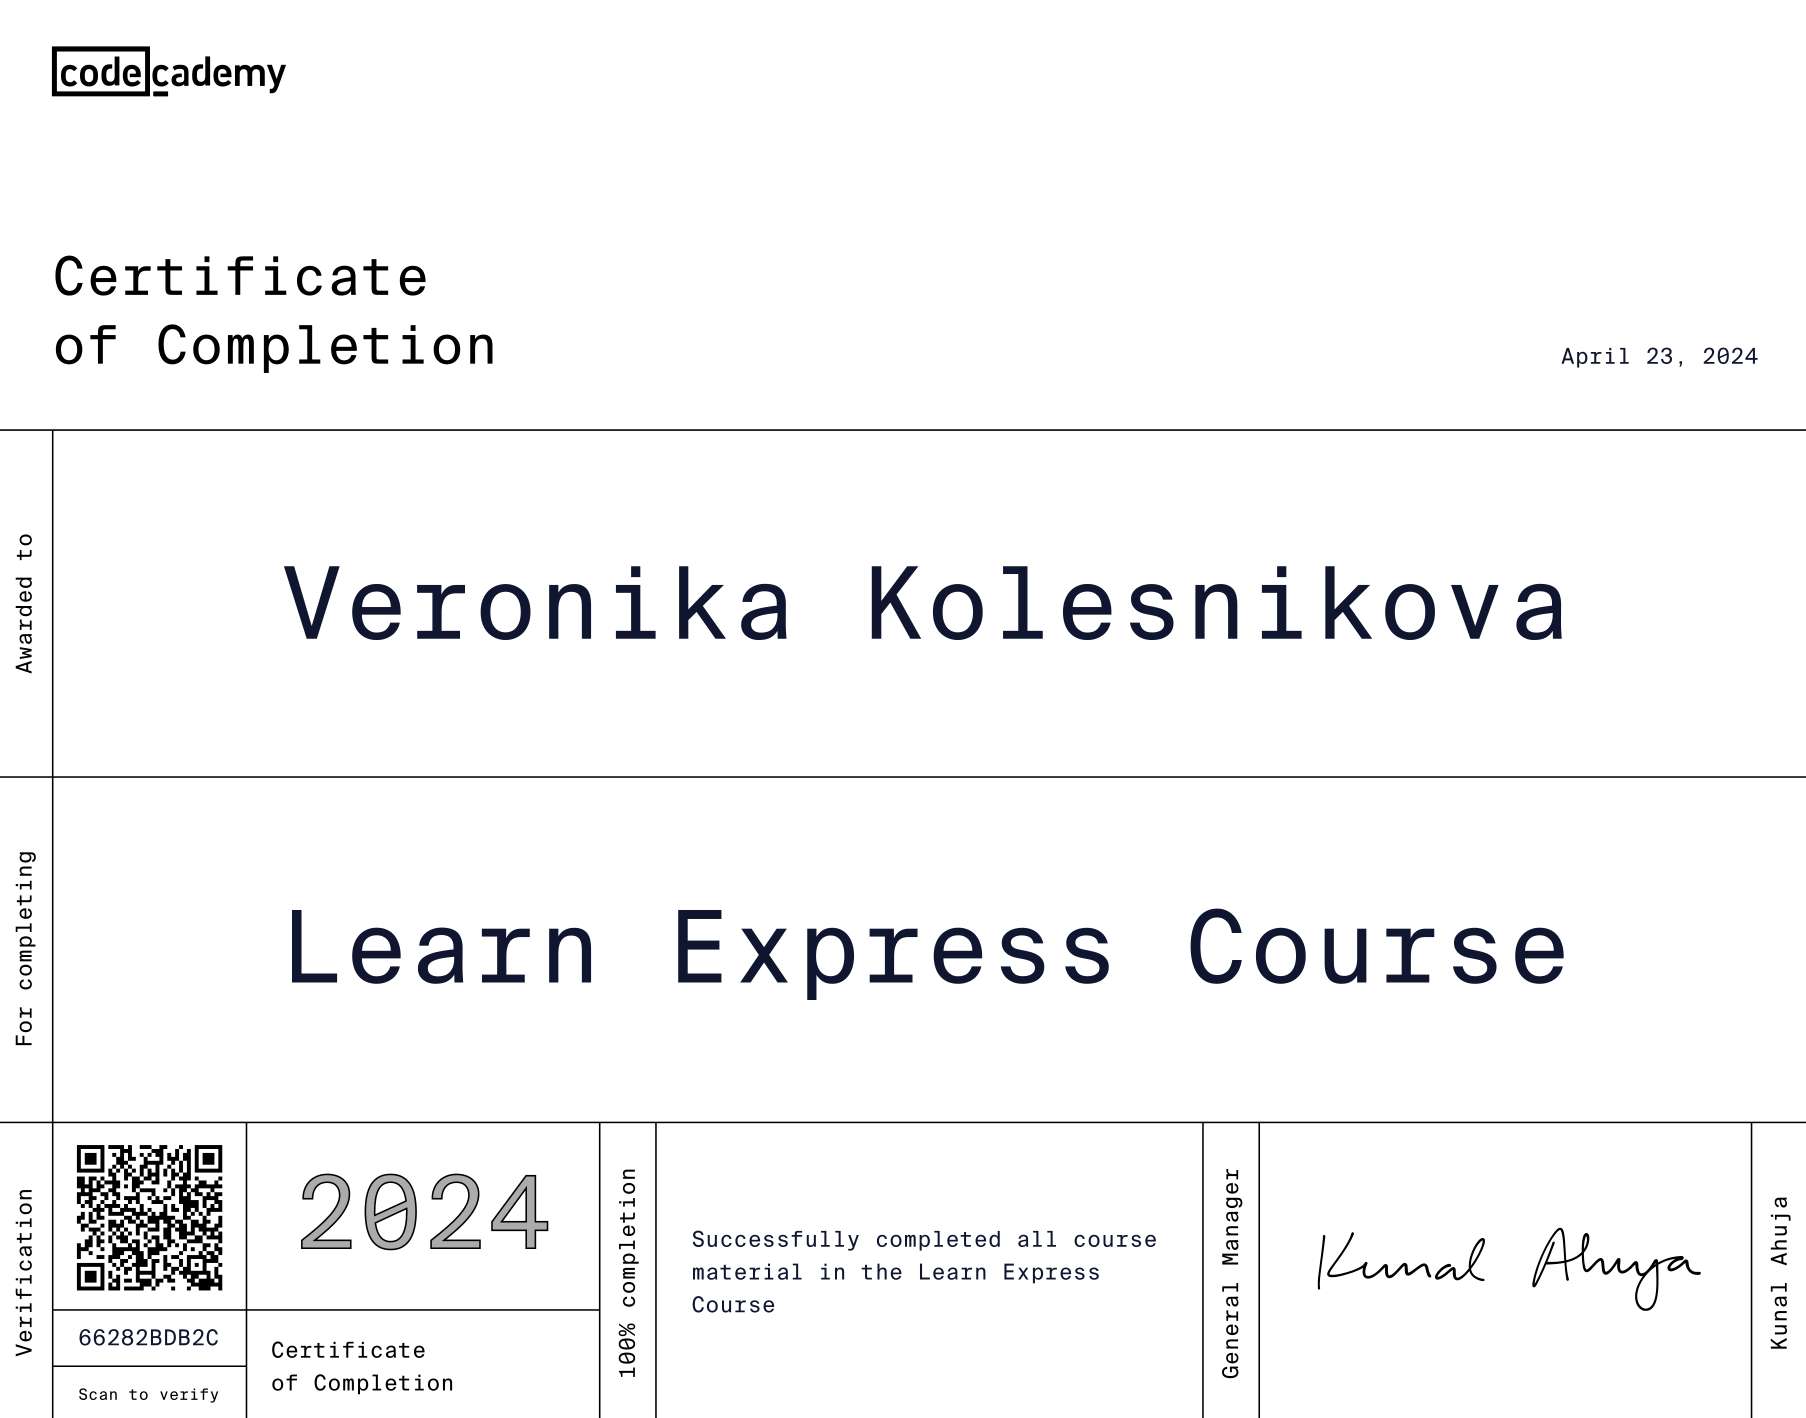 codecademy
Certificate
of Completion
April 23, 2024
Awarded to
Veronika Kolesnikova
For completing
Learn Express Course
Verification
66282BDB2C
Scan to verify
2024
Certificate
of Completion
100% completion
Successfully completed all course
material in the Learn Express
Course
General Manager
Kunal Ahuja
Kunal Ahuja